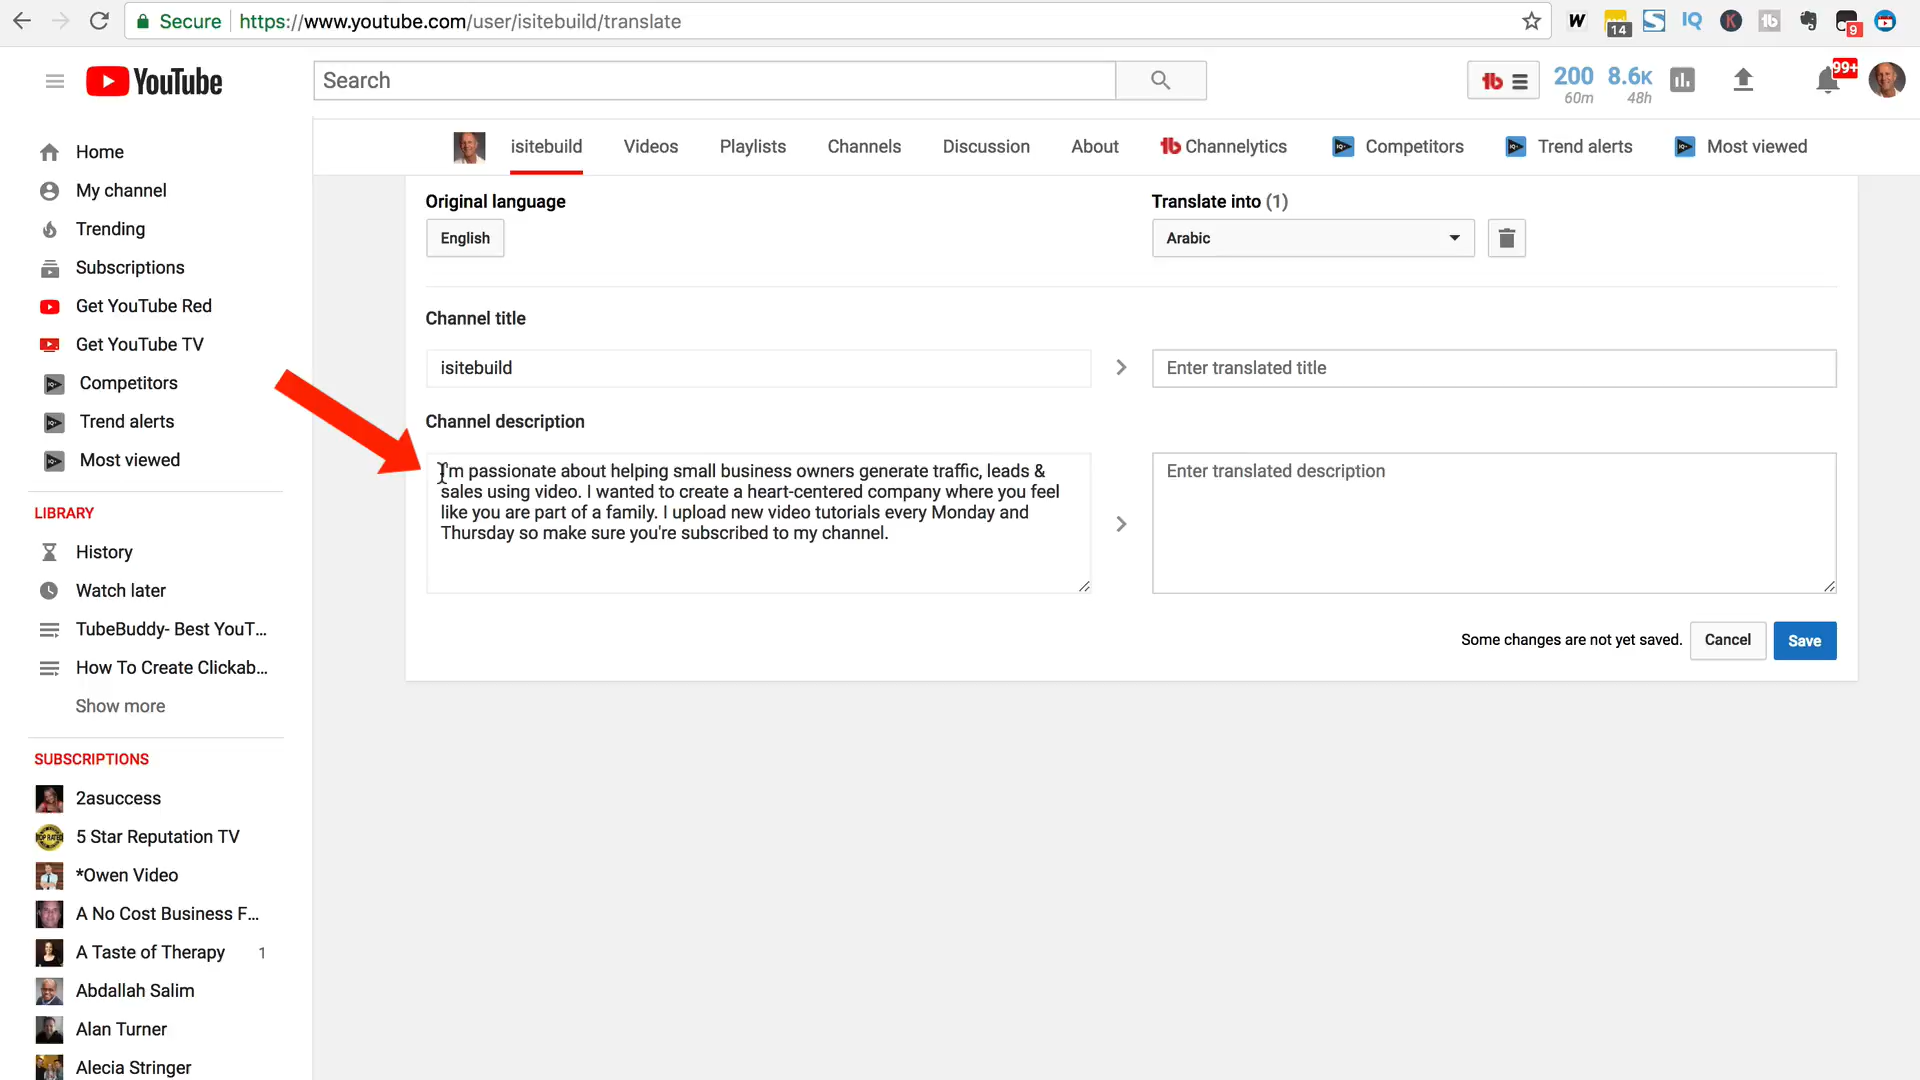 Secure https://www.youtube.com/user/isitebuild/translate
W 14 S IQ K tb 9
YouTube
Search
tb 200 60m 8.6K 48h 99+
isitebuild Videos Playlists Channels Discussion About tb Channelytics Competitors Trend alerts Most viewed
Home
My channel
Trending
Subscriptions
Get YouTube Red
Get YouTube TV
Competitors
Trend alerts
Most viewed
LIBRARY
History
Watch later
TubeBuddy- Best YouT...
How To Create Clickab...
Show more
SUBSCRIPTIONS
2asuccess
5 Star Reputation TV
*Owen Video
A No Cost Business F...
A Taste of Therapy 1
Abdallah Salim
Alan Turner
Alecia Stringer
Original language
English
Translate into (1)
Arabic
Channel title
isitebuild
Enter translated title
Channel description
I'm passionate about helping small business owners generate traffic, leads &
sales using video. I wanted to create a heart-centered company where you feel
like you are part of a family. I upload new video tutorials every Monday and
Thursday so make sure you're subscribed to my channel.
Enter translated description
Some changes are not yet saved. Cancel Save